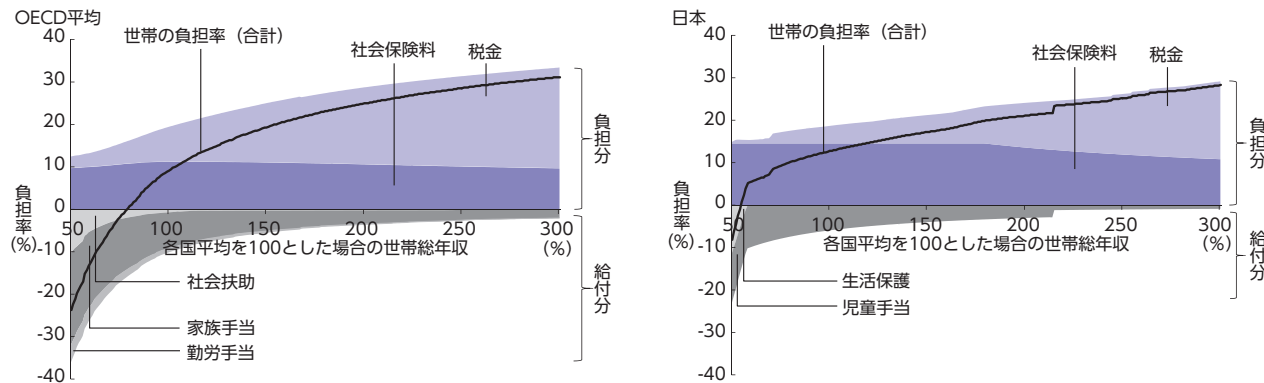 OECD平均
40
30
20
10
0
-10
-20
-30
-40
負担率
(%)
世帯の負担率（合計）
社会保険料
税金
負担分
給付分
50
100
150
200
250
300
(%)
各国平均を100とした場合の世帯総年収
社会扶助
家族手当
勤労手当
日本
40
30
20
10
0
-10
-20
-30
-40
負担率
(%)
世帯の負担率（合計）
社会保険料
税金
負担分
給付分
50
100
150
200
250
300
(%)
各国平均を100とした場合の世帯総年収
生活保護
児童手当